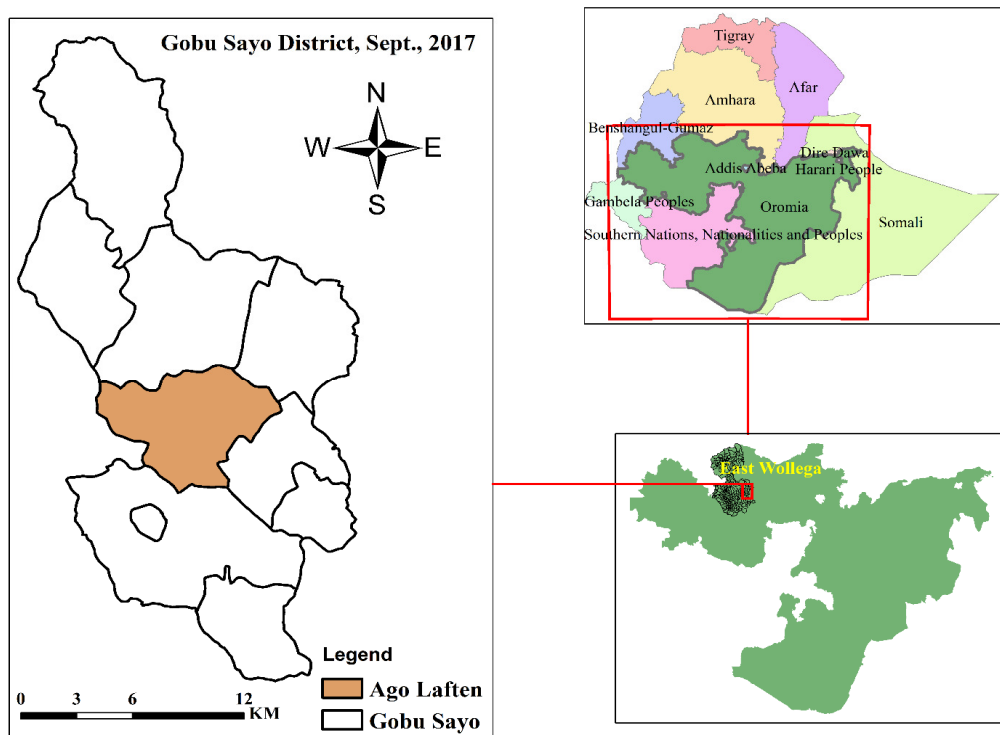 Gobu Sayo District, Sept., 2017
N
W E
S
Legend
Ago Laften
Gobu Sayo
0 3 6 12
KM
Tigray
Afar
Amhara
Benshangul-Gumaz
Dire Dawa
Addis Abeba Harari People
Gambela Peoples
Oromia
Somali
Southern Nations, Nationalities and Peoples
East Wollega